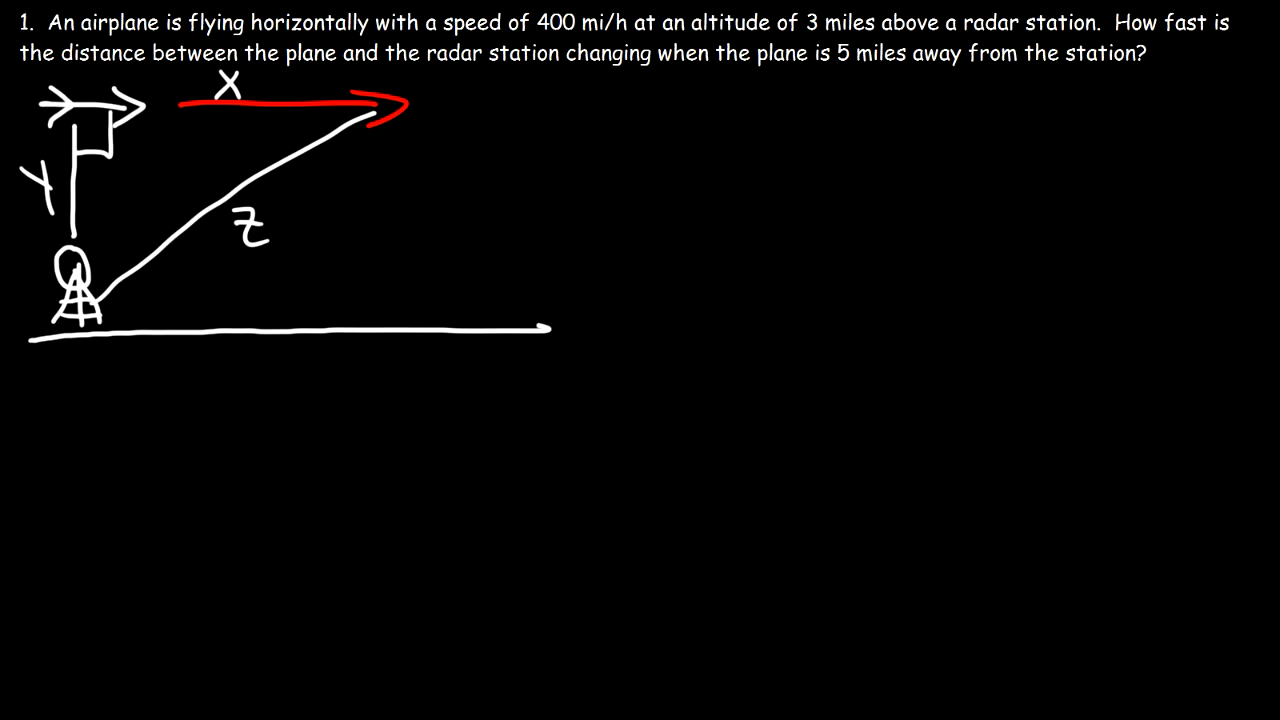 1. An airplane is flying horizontally with a speed of 400 mi/h at an altitude of 3 miles above a radar station. How fast is
the distance between the plane and the radar station changing when the plane is 5 miles away from the station?
X
Y
Z